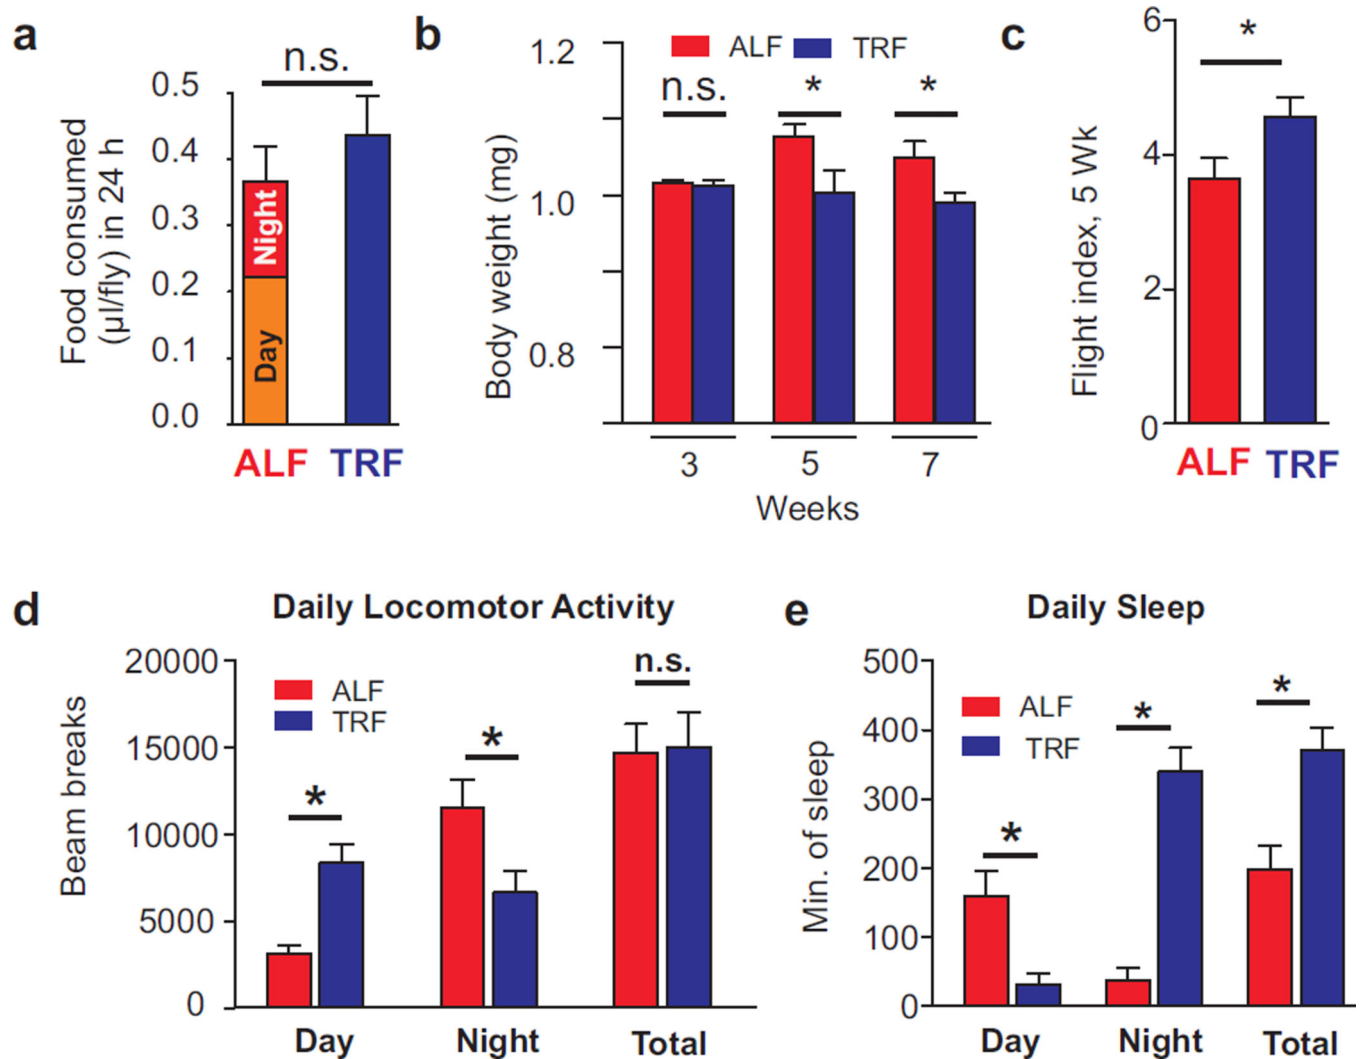 a
n.s.
Food consumed
(µl/fly) in 24 h
0.5
0.4
0.3
0.2
0.1
0.0
Night
Day
ALF TRF
b
ALF TRF
n.s. * *
Body weight (mg)
1.2
1.0
0.8
3 5 7
Weeks
c
*
Flight index, 5 Wk
6
4
2
0
ALF TRF
d
Daily Locomotor Activity
Beam breaks
20000
15000
10000
5000
0
ALF
TRF
* * n.s.
Day Night Total
e
Daily Sleep
Min. of sleep
500
400
300
200
100
0
ALF
TRF
* * *
Day Night Total